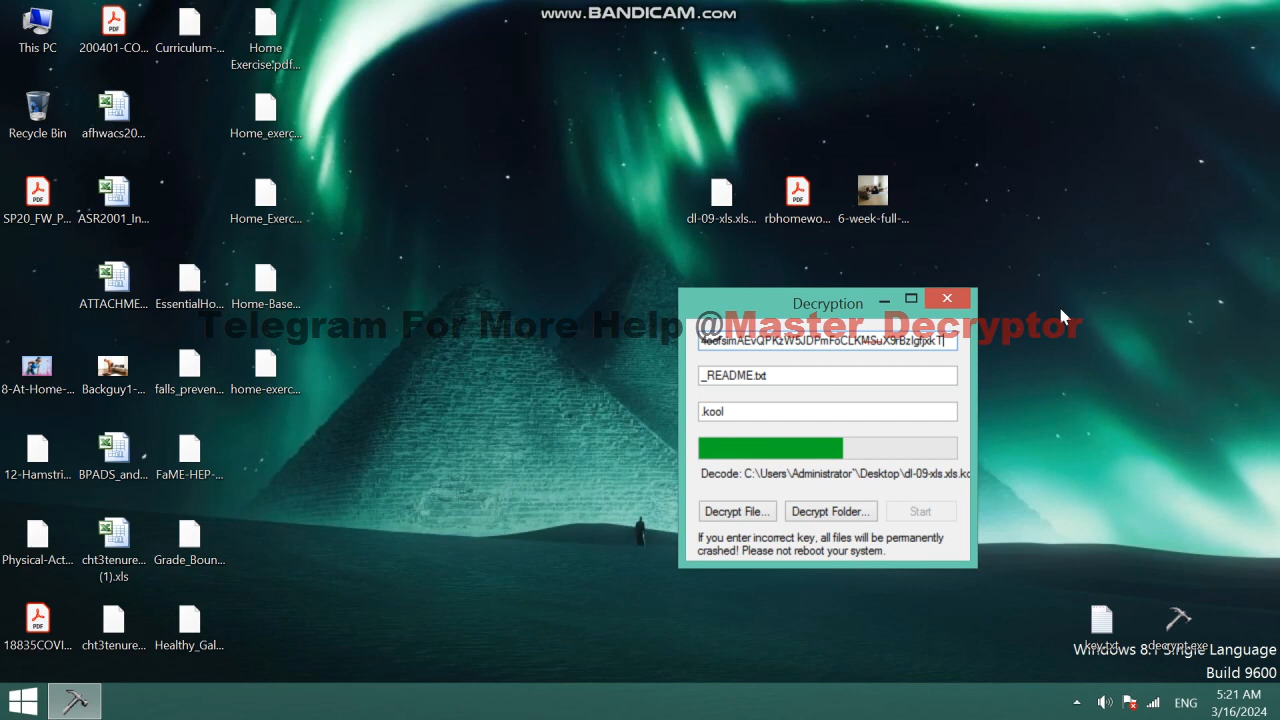 www.BANDICAM.com
This PC
200401-CO...
Curriculum-...
Home
Exercise.pdf...
Recycle Bin
afhwacs20...
Home_exerc...
SP20_FW_P...
ASR2001_In...
Home_Exerc...
dl-09-xls.xls...
rbhomewo...
6-week-full-...
ATTACHME...
EssentialHo...
Home-Base...
Decryption
Telegram For More Help @Master_Decryptor
_README.txt
8-At-Home-...
Backguy1-...
falls_preven...
home-exerc...
.kool
12-Hamstri...
BPADS_and...
FaME-HEP-...
Decode: C:\Users\Administrator~\Desktop\dl-09-xls.xls.ko
Decrypt File...
Decrypt Folder...
Start
If you enter incorrect key, all files will be permanently
crashed! Please not reboot your system.
Physical-Act...
cht3tenure...
(1).xls
Grade_Boun...
18835COVI...
cht3tenure...
Healthy_Gal...
key.txt
decrypt.exe
Windows 8.1 Single Language
Build 9600
ENG
5:21 AM
3/16/2024